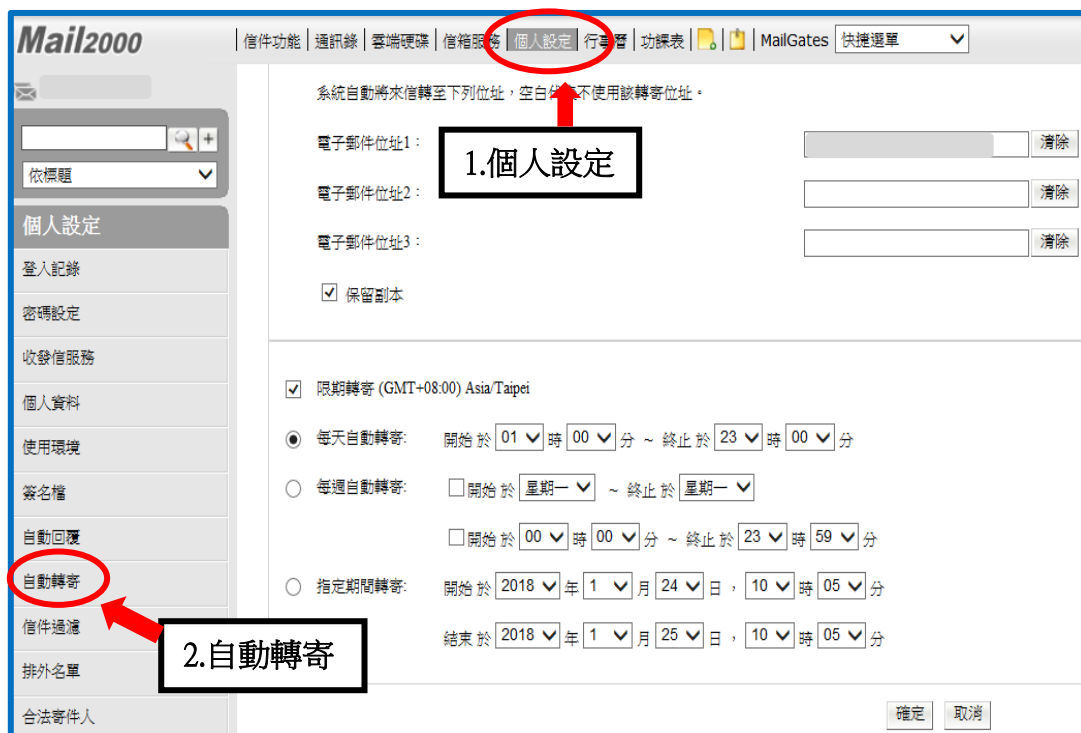 Mail2000
信件功能 | 通訊錄 | 雲端硬碟 | 信箱服務 | 個人設定 | 行事曆 | 功課表 | MailGates 快捷選單
系統自動將來信轉至下列位址，空白代表不使用該轉寄位址。
電子郵件位址1： 清除
1.個人設定
依標題
電子郵件位址2： 清除
個人設定
電子郵件位址3： 清除
登入記錄
保留副本
密碼設定
收發信服務
限期轉寄 (GMT+08:00) Asia/Taipei
個人資料
每天自動轉寄: 開始 於 01 時 00 分 ~ 終止 於 23 時 00 分
使用環境
每週自動轉寄: 開始 於 星期一 ~ 終止 於 星期一
簽名檔
開始 於 00 時 00 分 ~ 終止 於 23 時 59 分
自動回覆
自動轉寄
指定期間轉寄: 開始 於 2018 年 1 月 24 日 ， 10 時 05 分
信件過濾
結束 於 2018 年 1 月 25 日 ， 10 時 05 分
2.自動轉寄
排外名單
合法寄件人
確定 取消